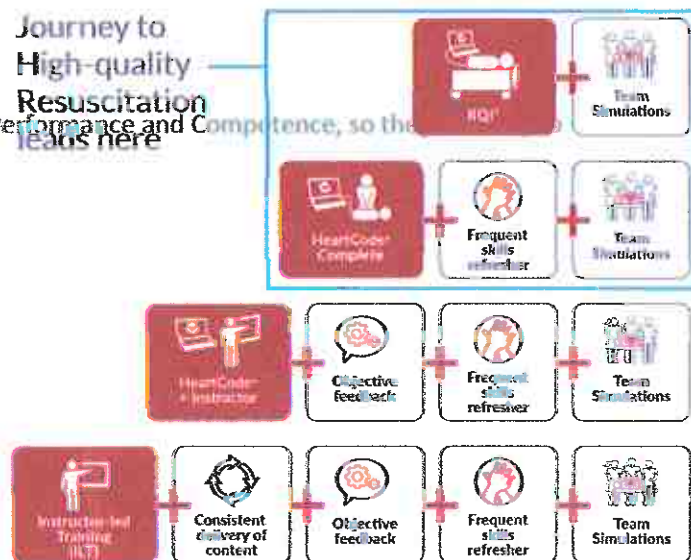 Journey to
High-quality
Resuscitation
erformance and Competence, so the
leads here
RQI®
Team
Simulations
HeartCode®
Complete
Frequent
skills
refresher
Team
Simulations
HeartCode®
+ Instructor
Objective
feedback
Frequent
skills
refresher
Team
Simulations
Instructor-led
Training
(ILT)
Consistent
delivery of
content
Objective
feedback
Frequent
skills
refresher
Team
Simulations